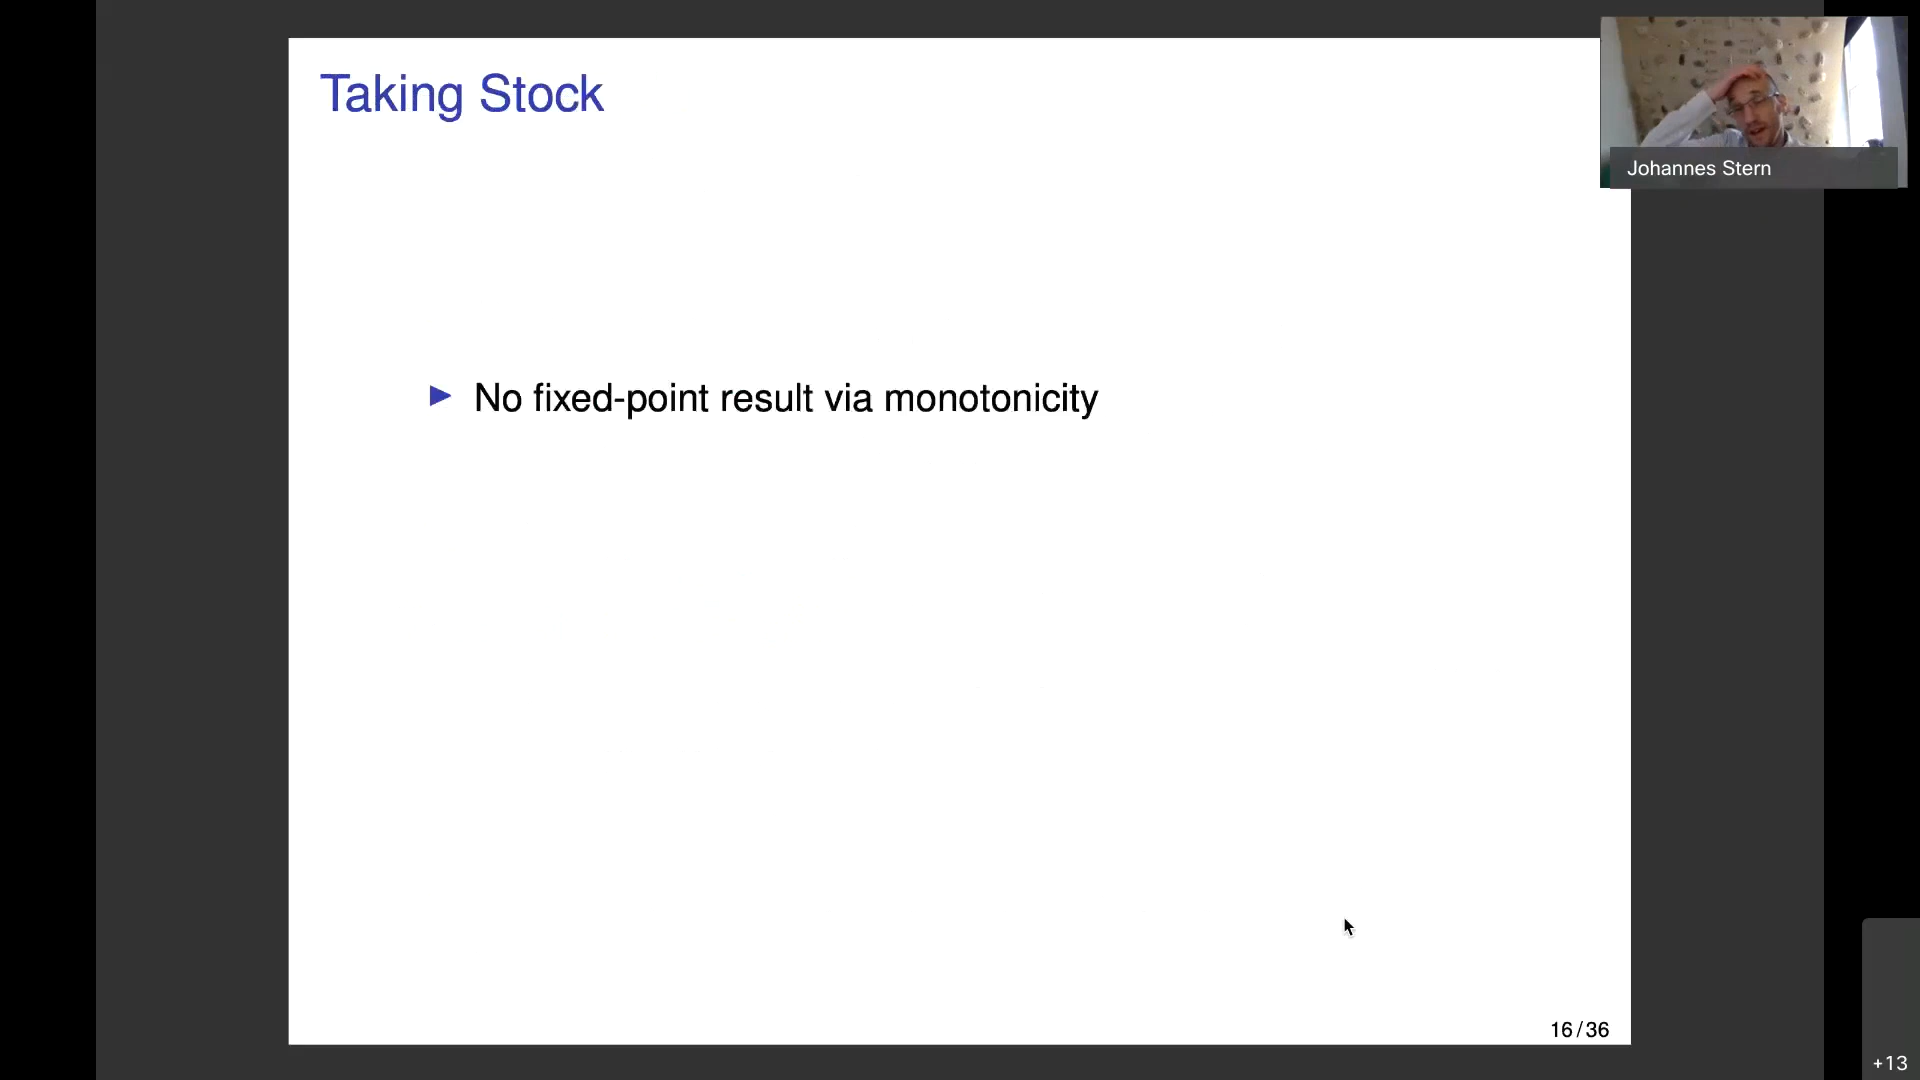 Taking Stock
Johannes Stern
No fixed-point result via monotonicity
16/36
+13